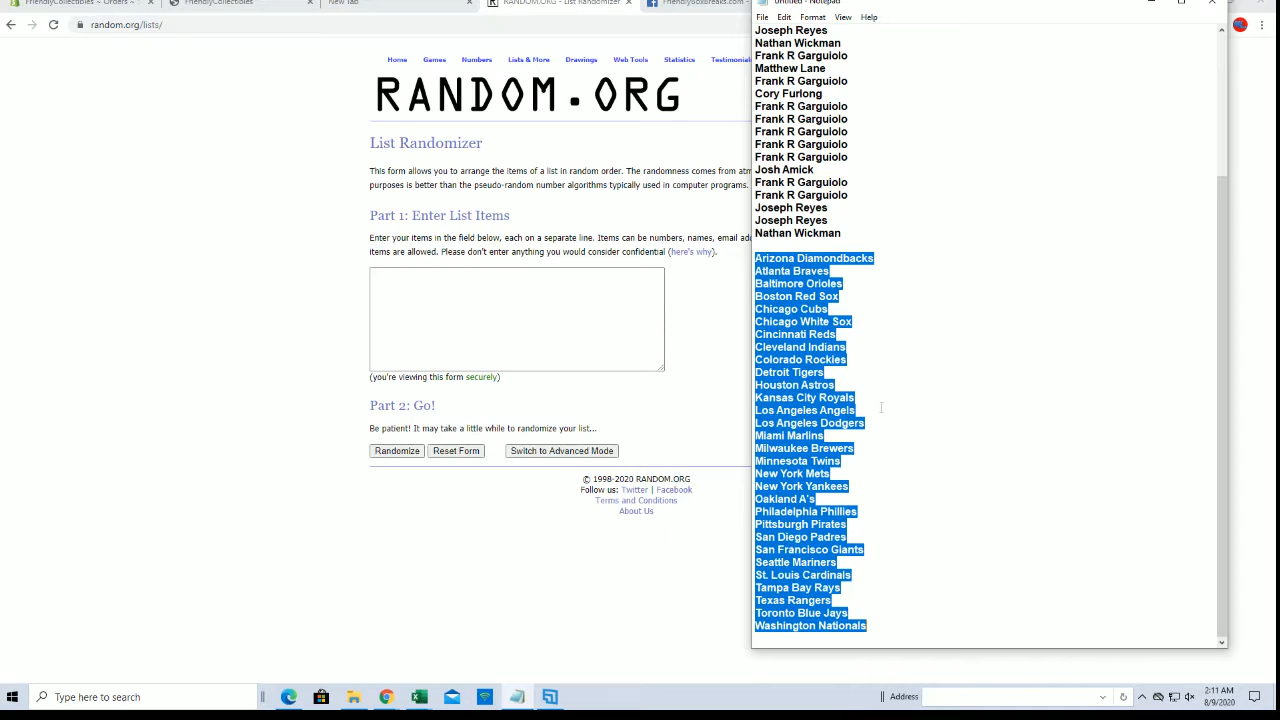 FriendlyCollectibles ~ Orders ~
FriendlyCollectibles
New Tab
RANDOM.ORG - List Randomizer
FriendlyBoxBreaks.com -
random.org/lists/
Home Games Numbers Lists & More Drawings Web Tools Statistics Testimonial
RANDOM.ORG
List Randomizer
This form allows you to arrange the items of a list in random order. The randomness comes from atm
purposes is better than the pseudo-random number algorithms typically used in computer programs.
Part 1: Enter List Items
Enter your items in the field below, each on a separate line. Items can be numbers, names, email add
items are allowed. Please don't enter anything you would consider confidential (here's why).
(you're viewing this form securely)
Part 2: Go!
Be patient! It may take a little while to randomize your list...
Randomize Reset Form Switch to Advanced Mode
© 1998-2020 RANDOM.ORG
Follow us: Twitter | Facebook
Terms and Conditions
About Us
Untitled - Notepad
File Edit Format View Help
Joseph Reyes
Nathan Wickman
Frank R Garguiolo
Matthew Lane
Frank R Garguiolo
Cory Furlong
Frank R Garguiolo
Frank R Garguiolo
Frank R Garguiolo
Frank R Garguiolo
Frank R Garguiolo
Josh Amick
Frank R Garguiolo
Frank R Garguiolo
Joseph Reyes
Joseph Reyes
Nathan Wickman
Arizona Diamondbacks
Atlanta Braves
Baltimore Orioles
Boston Red Sox
Chicago Cubs
Chicago White Sox
Cincinnati Reds
Cleveland Indians
Colorado Rockies
Detroit Tigers
Houston Astros
Kansas City Royals
Los Angeles Angels
Los Angeles Dodgers
Miami Marlins
Milwaukee Brewers
Minnesota Twins
New York Mets
New York Yankees
Oakland A's
Philadelphia Phillies
Pittsburgh Pirates
San Diego Padres
San Francisco Giants
Seattle Mariners
St. Louis Cardinals
Tampa Bay Rays
Texas Rangers
Toronto Blue Jays
Washington Nationals
Type here to search
Address
2:11 AM
8/9/2020